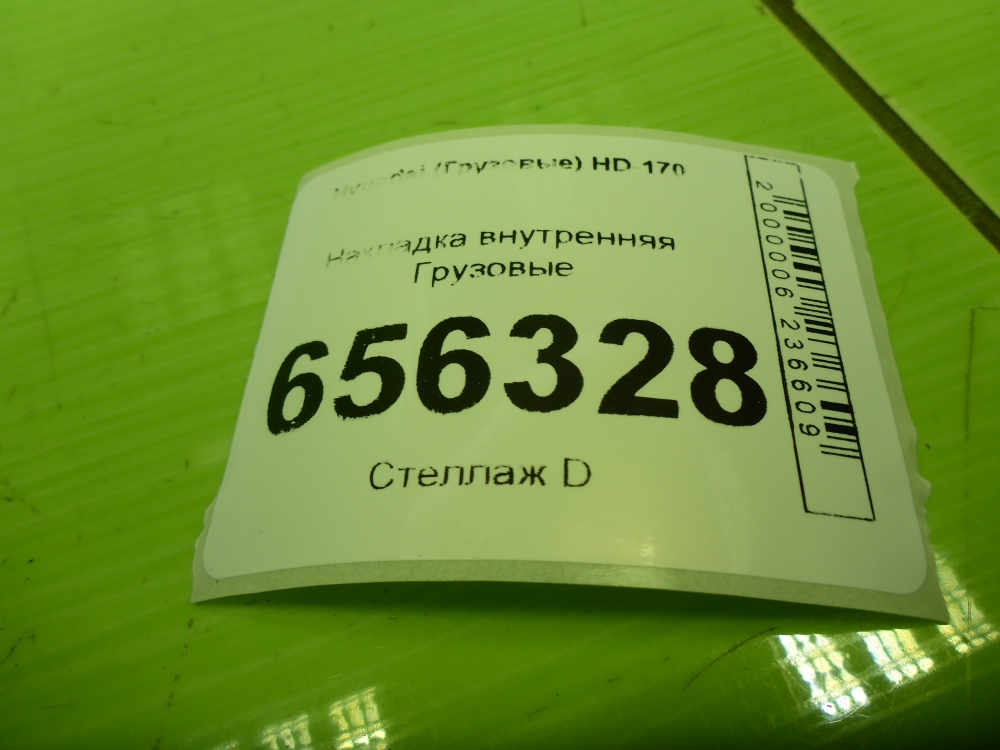 Hyundai (Грузовые) HD-170
Накладка внутренняя
Грузовые
656328
Стеллаж D
2000006236609